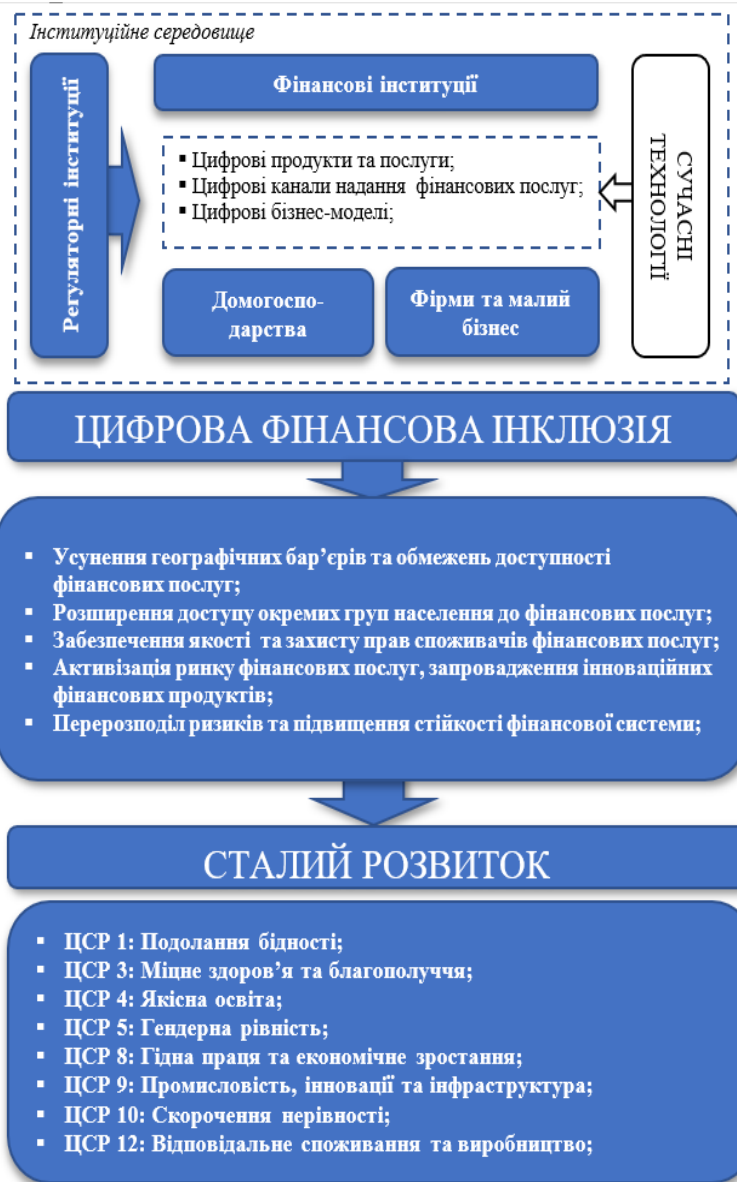 Інституційне середовище
Регуляторні інституції
Фінансові інституції
▪ Цифрові продукти та послуги;
▪ Цифрові канали надання фінансових послуг;
▪ Цифрові бізнес-моделі;
СУЧАСНІ
ТЕХНОЛОГІЇ
Домогоспо-
дарства
Фірми та малий
бізнес
ЦИФРОВА ФІНАНСОВА ІНКЛЮЗІЯ
▪ Усунення географічних бар’єрів та обмежень доступності
фінансових послуг;
▪ Розширення доступу окремих груп населення до фінансових послуг;
▪ Забезпечення якості та захисту прав споживачів фінансових послуг;
▪ Активізація ринку фінансових послуг, запровадження інноваційних
фінансових продуктів;
▪ Перерозподіл ризиків та підвищення стійкості фінансової системи;
СТАЛИЙ РОЗВИТОК
▪ ЦСР 1: Подолання бідності;
▪ ЦСР 3: Міцне здоров’я та благополуччя;
▪ ЦСР 4: Якісна освіта;
▪ ЦСР 5: Гендерна рівність;
▪ ЦСР 8: Гідна праця та економічне зростання;
▪ ЦСР 9: Промисловість, інновації та інфраструктура;
▪ ЦСР 10: Скорочення нерівності;
▪ ЦСР 12: Відповідальне споживання та виробництво;